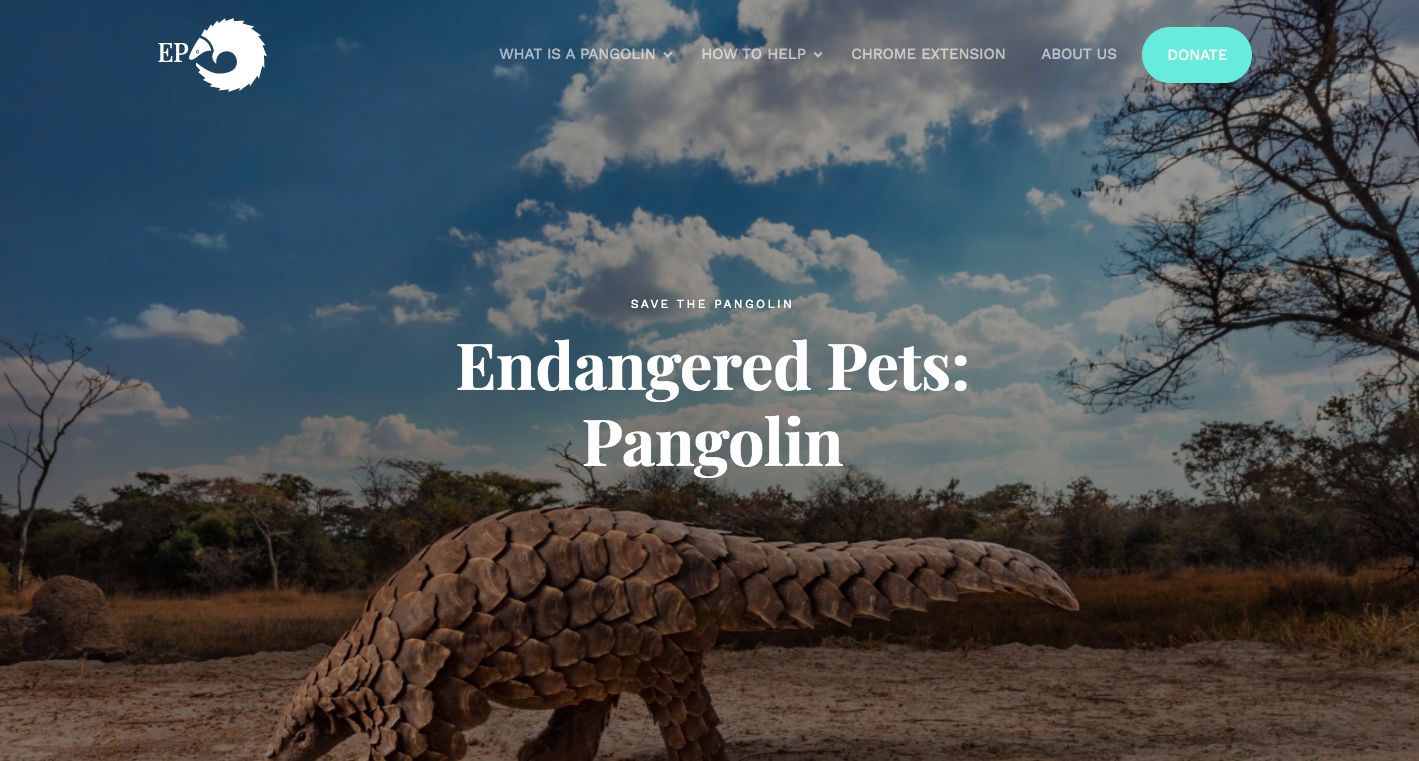 EP
WHAT IS A PANGOLIN
HOW TO HELP
CHROME EXTENSION
ABOUT US
DONATE
SAVE THE PANGOLIN
Endangered Pets:
Pangolin